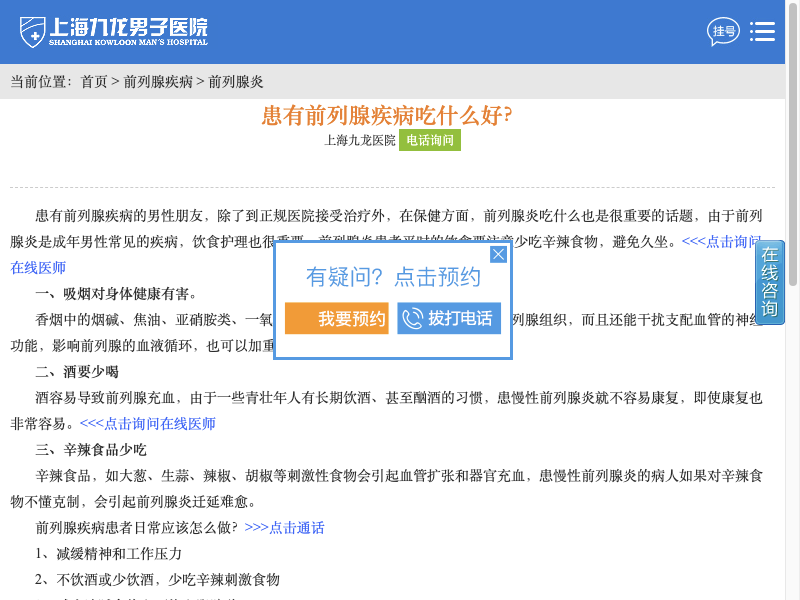 上海九龙男子医院
SHANGHAI KOWLOON MAN'S HOSPITAL
挂号
当前位置：首页 > 前列腺疾病 > 前列腺炎
患有前列腺疾病吃什么好?
上海九龙医院 电话询问
患有前列腺疾病的男性朋友，除了到正规医院接受治疗外，在保健方面，前列腺炎吃什么也是很重要的话题，由于前列
腺炎是成年男性常见的疾病，饮食护理也很重要，前列腺炎患者平时的饮食要注意少吃辛辣食物，避免久坐。<<<点击询问
在线医师
在线咨询
有疑问？点击预约
我要预约 拨打电话
一、吸烟对身体健康有害。
香烟中的烟碱、焦油、亚硝胺类、一氧 列腺组织，而且还能干扰支配血管的神经
功能，影响前列腺的血液循环，也可以加重
二、酒要少喝
酒容易导致前列腺充血，由于一些青壮年人有长期饮酒、甚至酗酒的习惯，患慢性前列腺炎就不容易康复，即使康复也
非常容易。<<<点击询问在线医师
三、辛辣食品少吃
辛辣食品，如大葱、生蒜、辣椒、胡椒等刺激性食物会引起血管扩张和器官充血，患慢性前列腺炎的病人如果对辛辣食
物不懂克制，会引起前列腺炎迁延难愈。
前列腺疾病患者日常应该怎么做？>>>点击通话
1、减缓精神和工作压力
2、不饮酒或少饮酒，少吃辛辣刺激食物